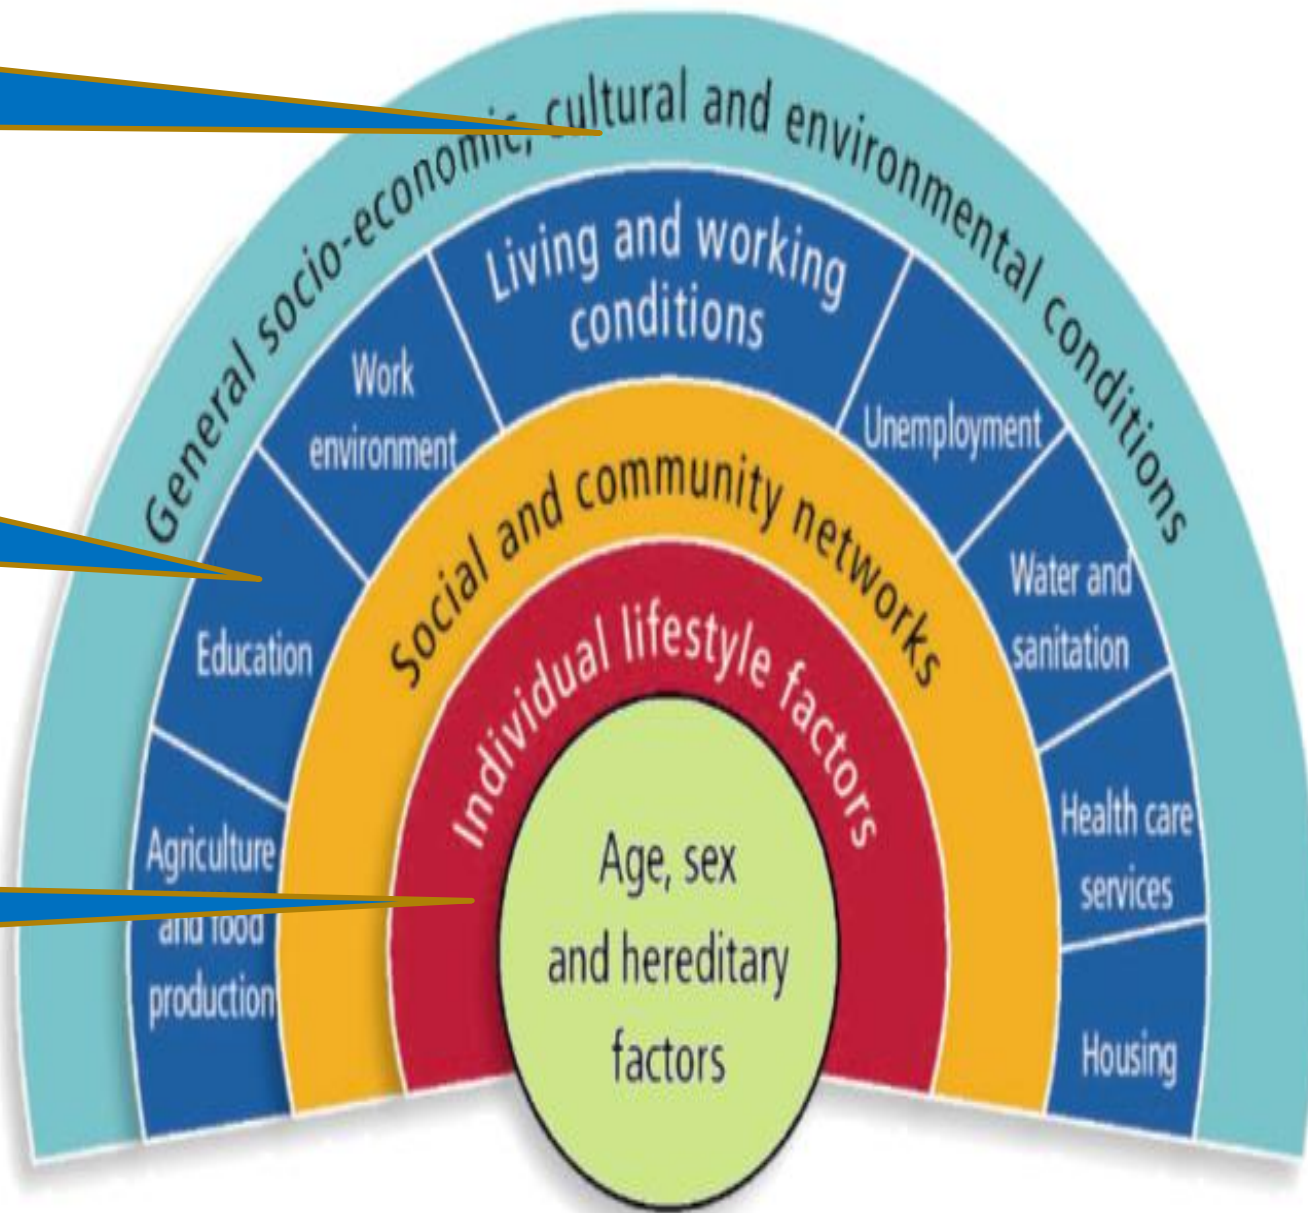 General socio-economic, cultural and environmental conditions
Living and working
conditions
Work
environment
Unemployment
Education
Water and
sanitation
Agriculture
and food
production
Health care
services
Housing
Social and community networks
Individual lifestyle factors
Age, sex
and hereditary
factors